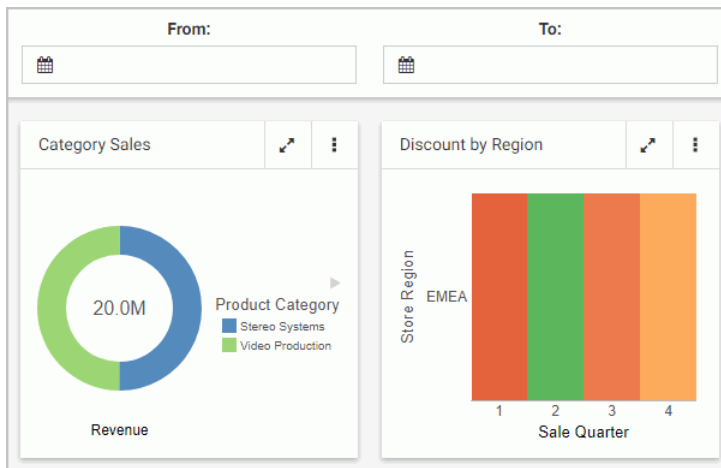 From:
To:
Category Sales
20.0M
Product Category
Stereo Systems
Video Production
Revenue
Discount by Region
Store Region
EMEA
1 2 3 4
Sale Quarter